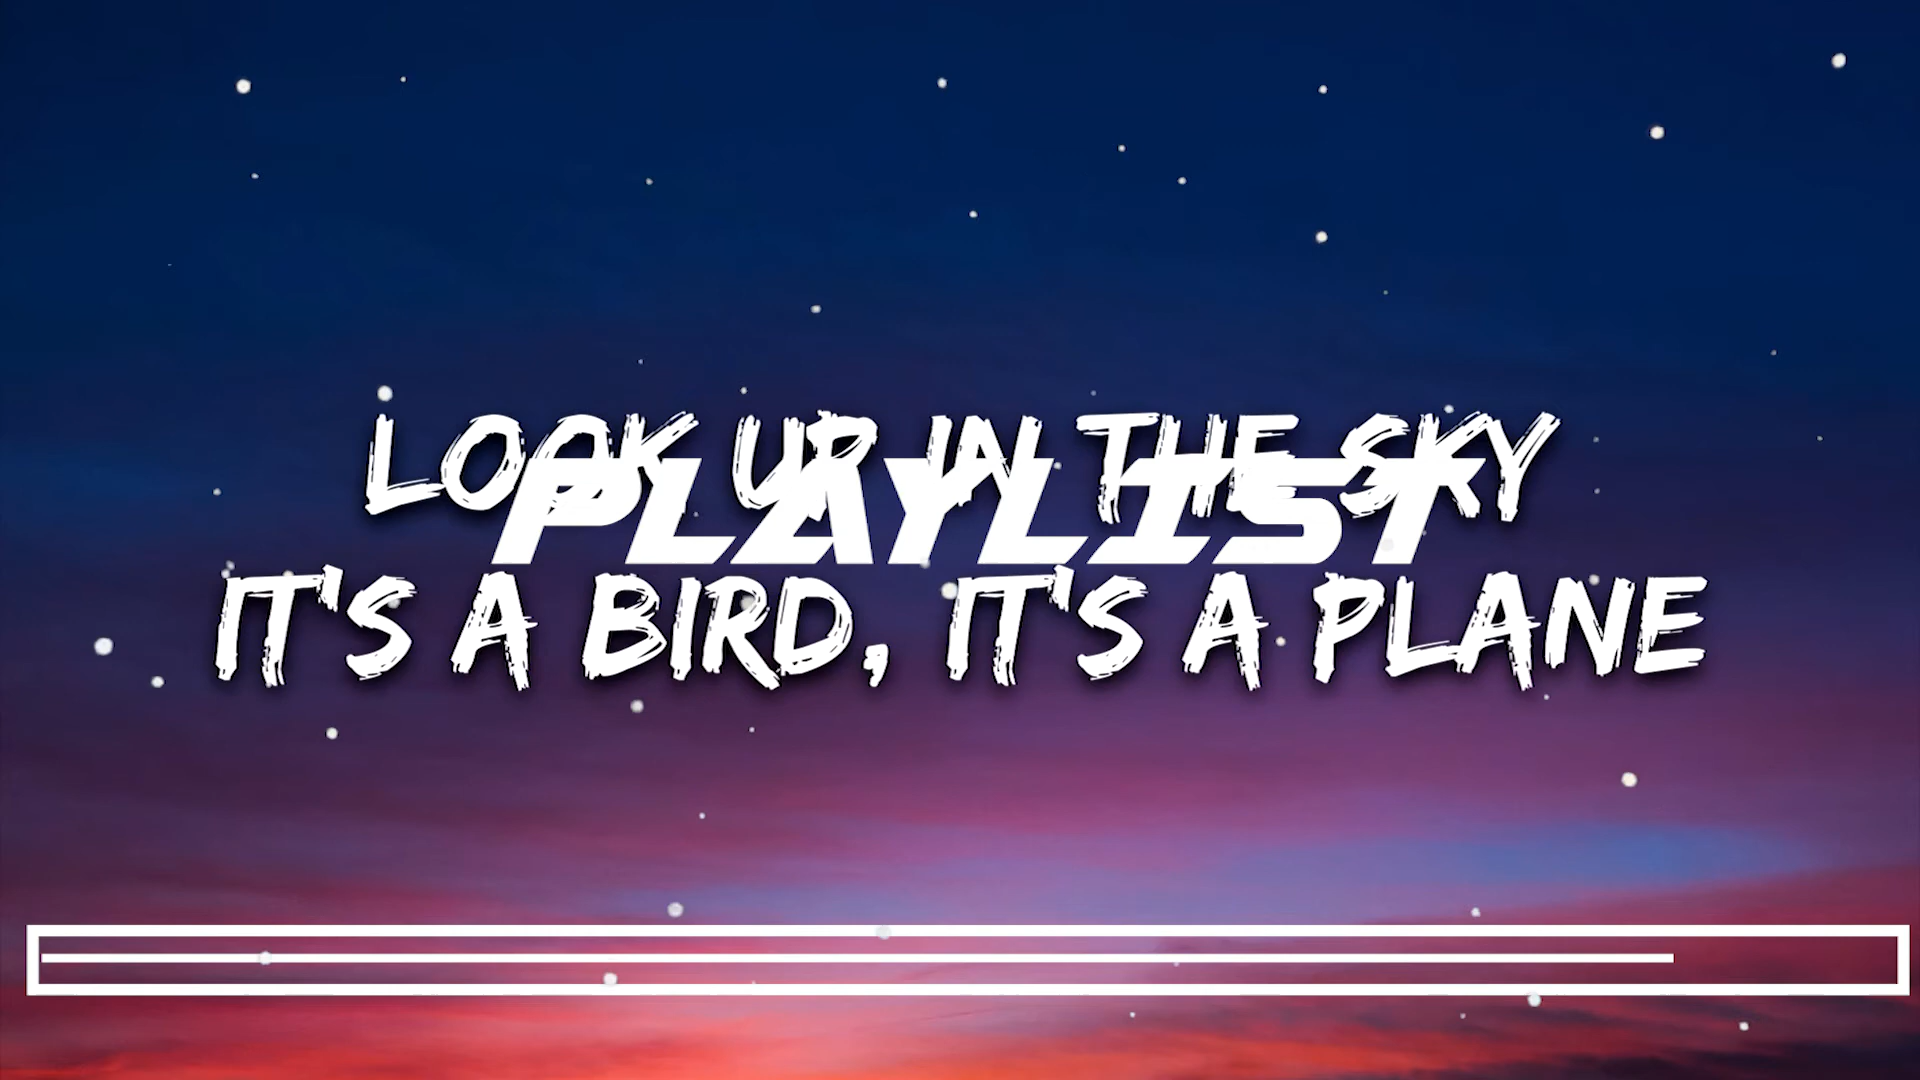 LOOK UP IN THE SKY
PLAYLIST
IT'S A BIRD, IT'S A PLANE